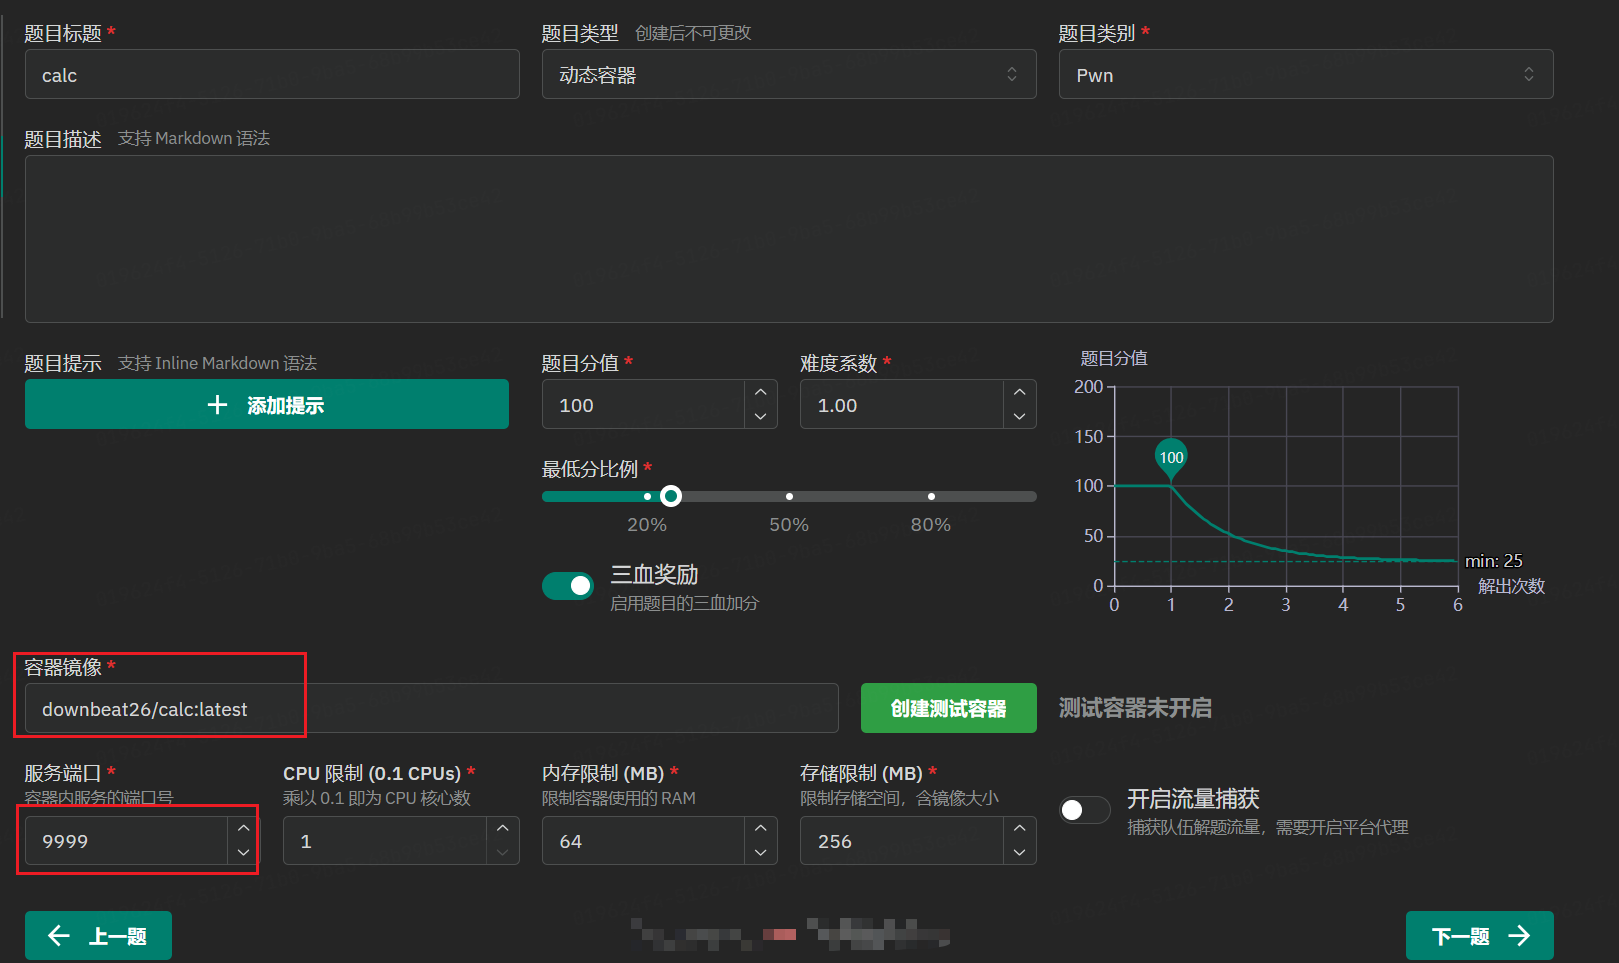 题目标题 *
题目类型 创建后不可更改
题目类别 *
calc
动态容器
Pwn
题目描述 支持 Markdown 语法
题目提示 支持 Inline Markdown 语法
添加提示
题目分值 *
难度系数 *
100
1.00
最低分比例 *
20%
50%
80%
三血奖励
启用题目的三血加分
题目分值
200
150
100
50
0
100
min: 25
解出次数
0 1 2 3 4 5 6
容器镜像 *
downbeat26/calc:latest
创建测试容器
测试容器未开启
服务端口 *
容器内服务的端口号
9999
CPU 限制 (0.1 CPUs) *
乘以 0.1 即为 CPU 核心数
1
内存限制 (MB) *
限制容器使用的 RAM
64
存储限制 (MB) *
限制存储空间，含镜像大小
256
开启流量捕获
捕获队伍解题流量，需要开启平台代理
上一题
下一题